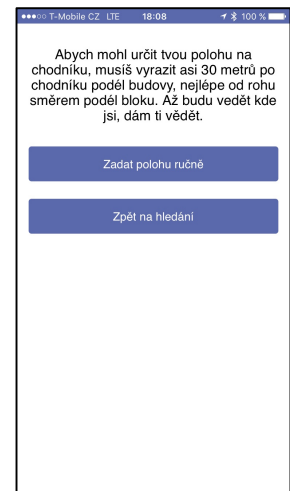 T-Mobile CZ LTE 18:08 100 %
Abych mohl určit tvou polohu na
chodníku, musíš vyrazit asi 30 metrů po
chodníku podél budovy, nejlépe od rohu
směrem podél bloku. Až budu vedět kde
jsi, dám ti vědět.
Zadat polohu ručně
Zpět na hledání